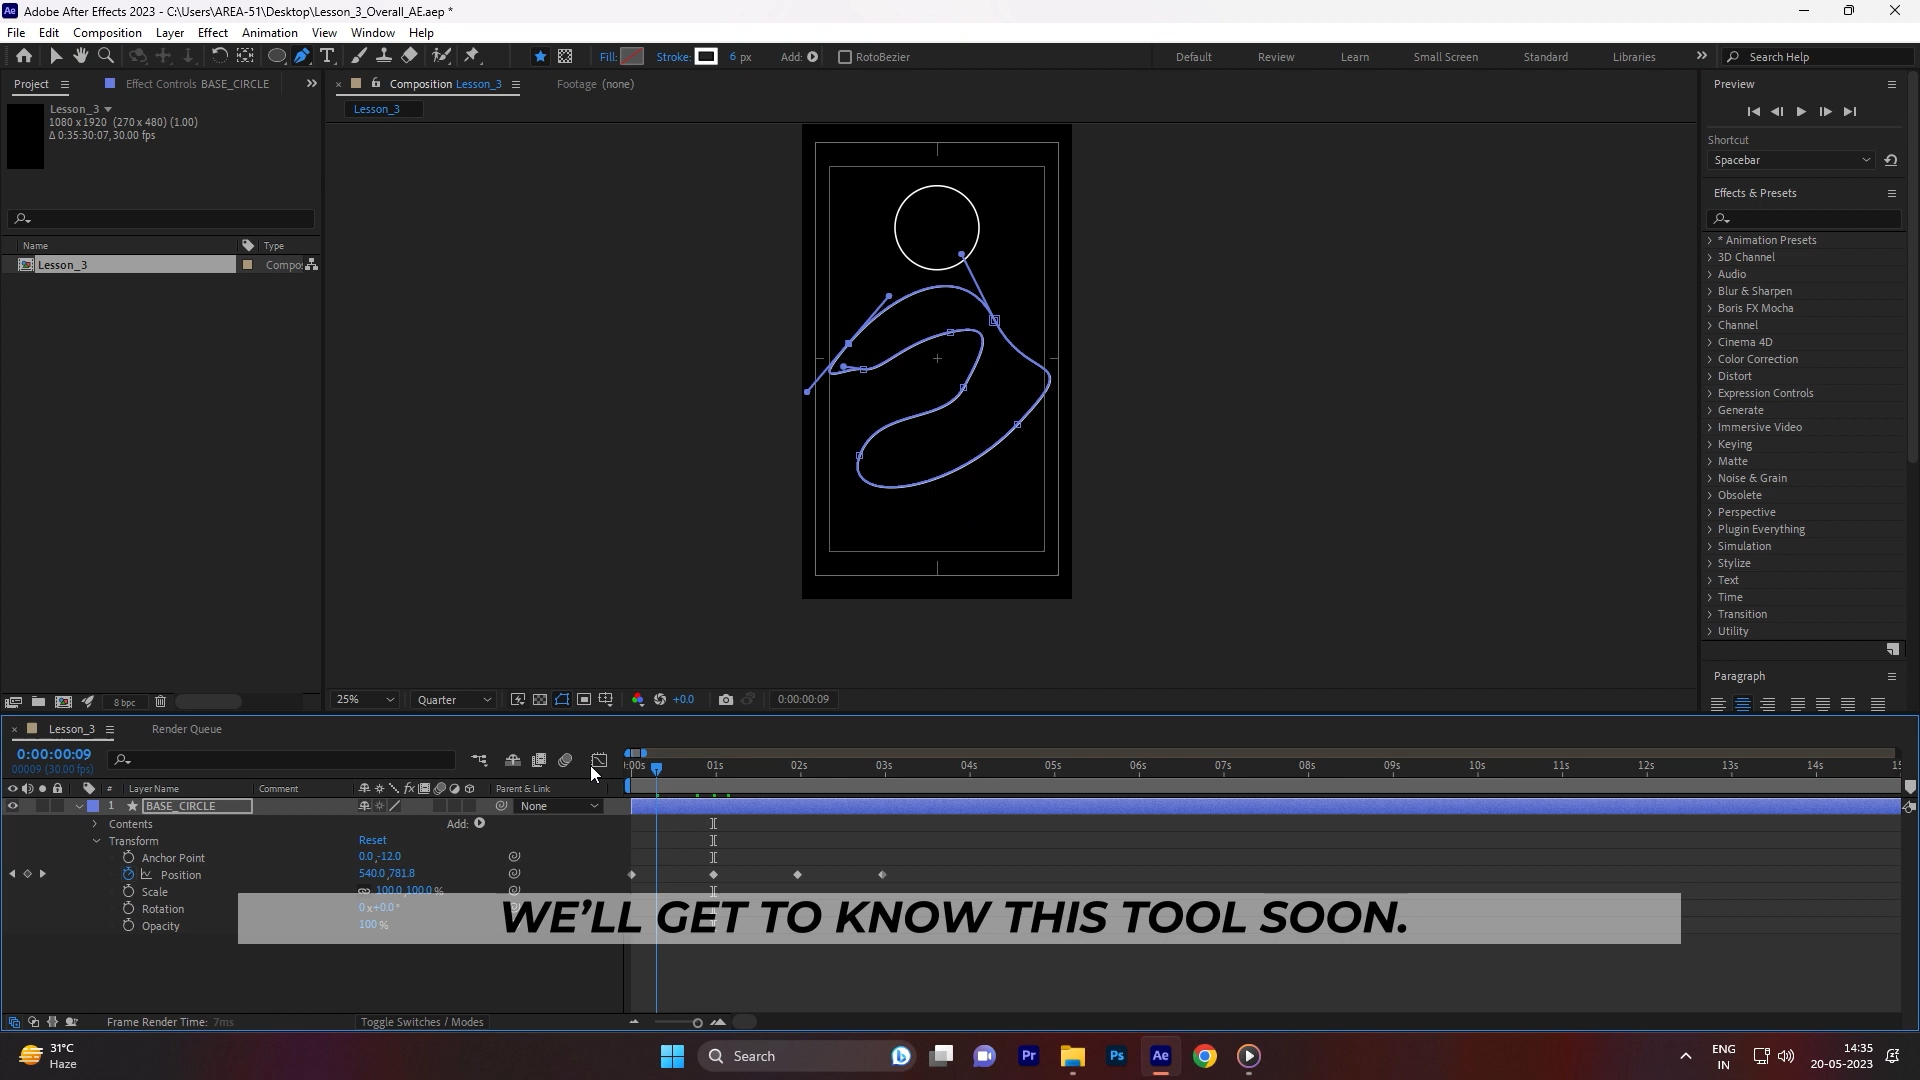 Adobe After Effects 2023 - C:\Users\AREA-51\Desktop\Lesson_3_Overall_AE.aep *
File Edit Composition Layer Effect Animation View Window Help
Fill: Stroke: 6 px Add: RotoBezier Default Review Learn Small Screen Standard Libraries Search Help
Project Effect Controls BASE_CIRCLE Composition Lesson_3 Footage (none) Preview
Lesson_3
1080 x 1920 (270 x 480) (1.00)
Δ 0:35:30:07, 30.00 fps
Lesson_3
Shortcut
Spacebar
Effects & Presets
Name Type
Lesson_3 Compo
* Animation Presets
3D Channel
Audio
Blur & Sharpen
Boris FX Mocha
Channel
Cinema 4D
Color Correction
Distort
Expression Controls
Generate
Immersive Video
Keying
Matte
Noise & Grain
Obsolete
Perspective
Plugin Everything
Simulation
Stylize
Text
Time
Transition
Utility
Paragraph
8 bpc 25% Quarter +0.0 0:00:00:09
Lesson_3 Render Queue
0:00:00:09
00009 (30.00 fps)
):00s 01s 02s 03s 04s 05s 06s 07s 08s 09s 10s 11s 12s 13s 14s 15
# Layer Name Comment fx Parent & Link
1 BASE_CIRCLE None
Contents Add:
Transform Reset
Anchor Point 0.0,-12.0
Position 540.0,781.8
Scale 100.0,100.0 %
Rotation 0 x+0.0 °
Opacity 100 %
WE'LL GET TO KNOW THIS TOOL SOON.
Frame Render Time: 7ms Toggle Switches / Modes
31°C
Haze
Search
Pr Ps Ae
ENG
IN
14:35
20-05-2023